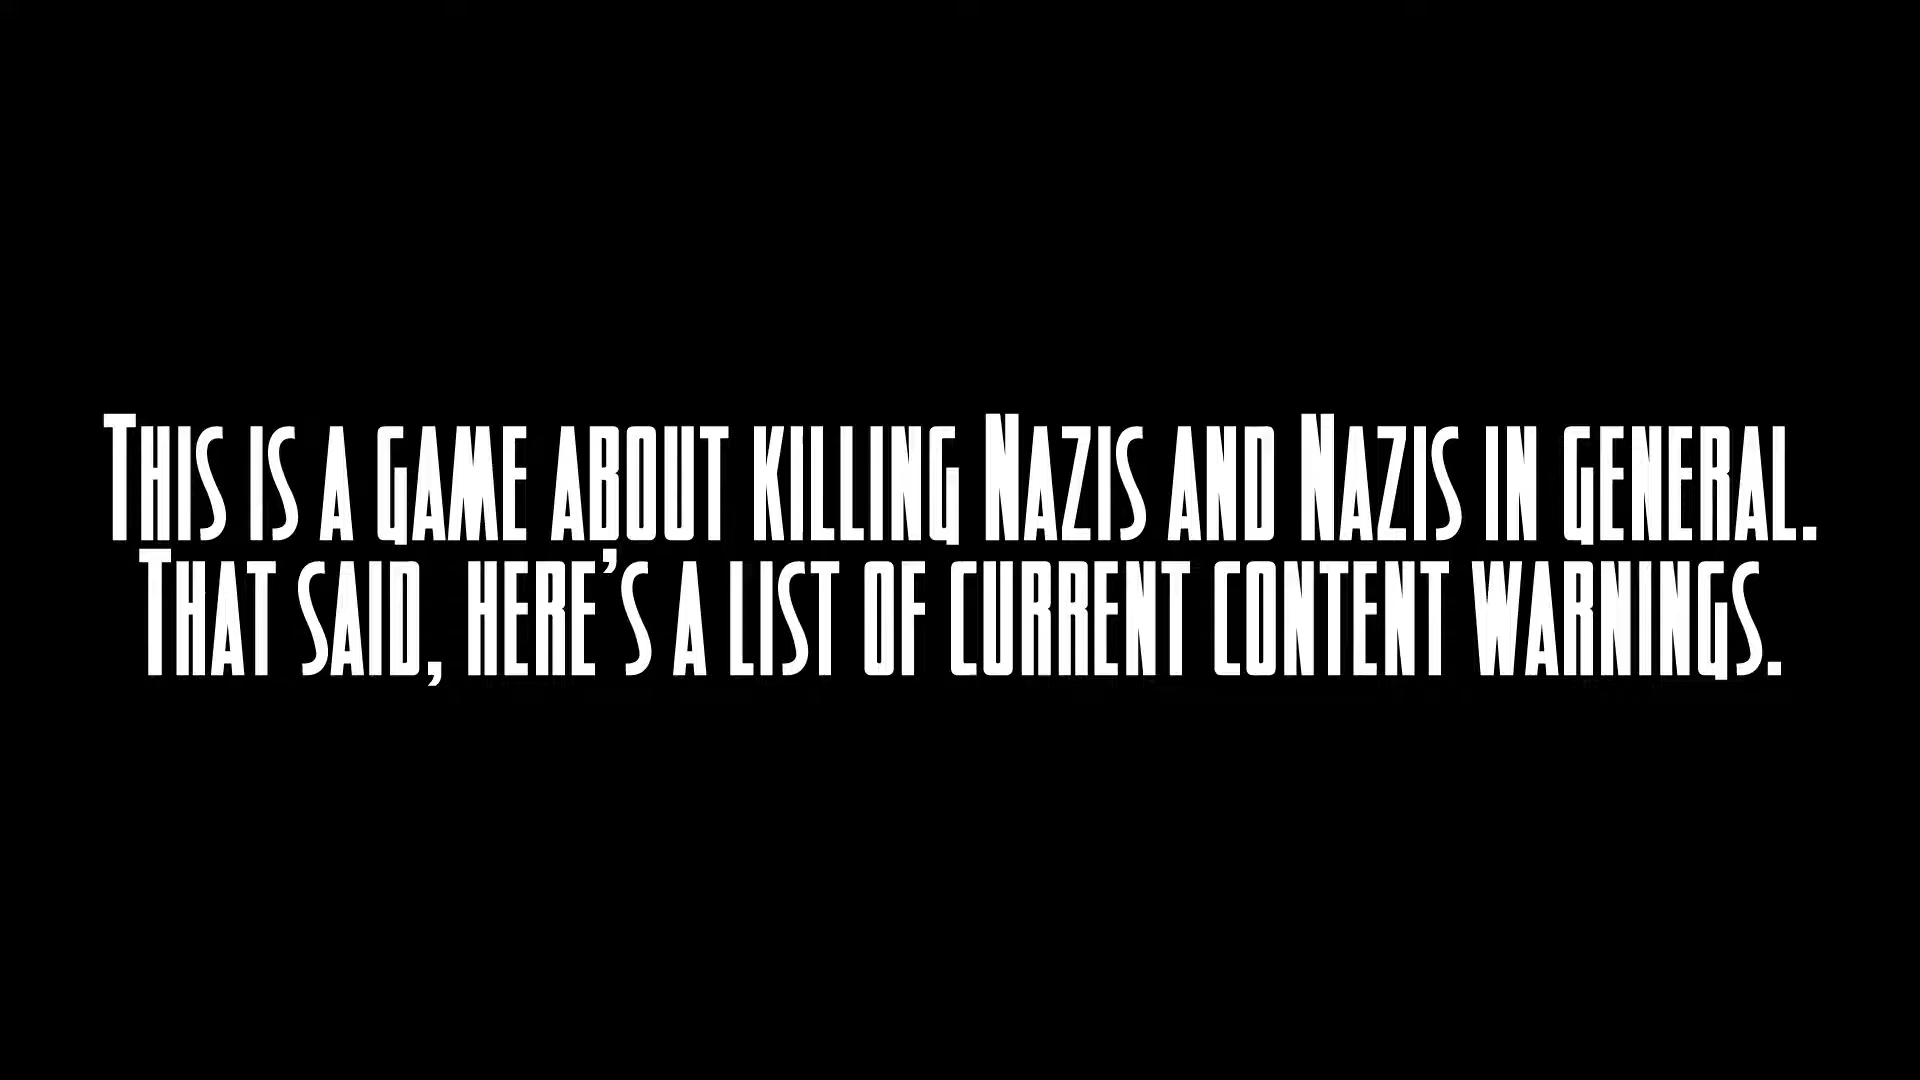 This is a game about killing Nazis and Nazis in general.
That said, here's a list of current content warnings.